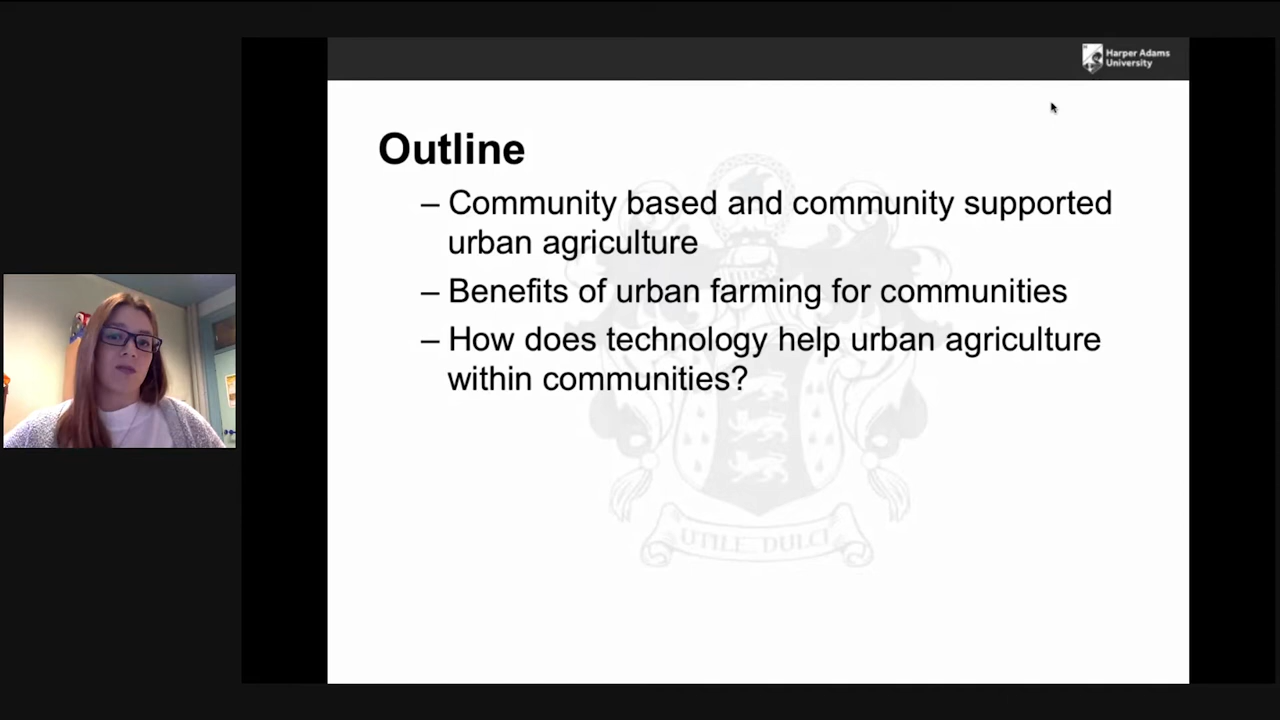 Harper Adams
University
Outline
– Community based and community supported
urban agriculture
– Benefits of urban farming for communities
– How does technology help urban agriculture
within communities?
UTILE DULCI